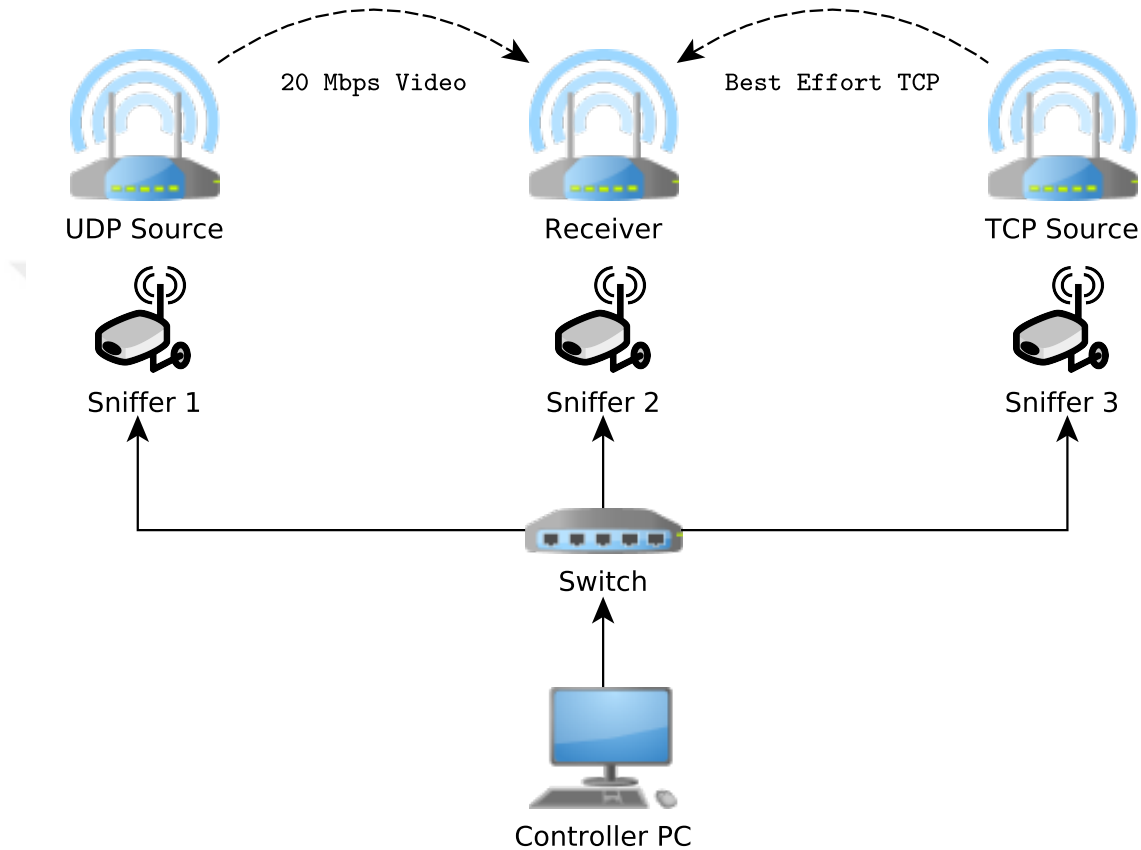 20 Mbps Video
Best Effort TCP
UDP Source
Receiver
TCP Source
Sniffer 1
Sniffer 2
Sniffer 3
Switch
Controller PC